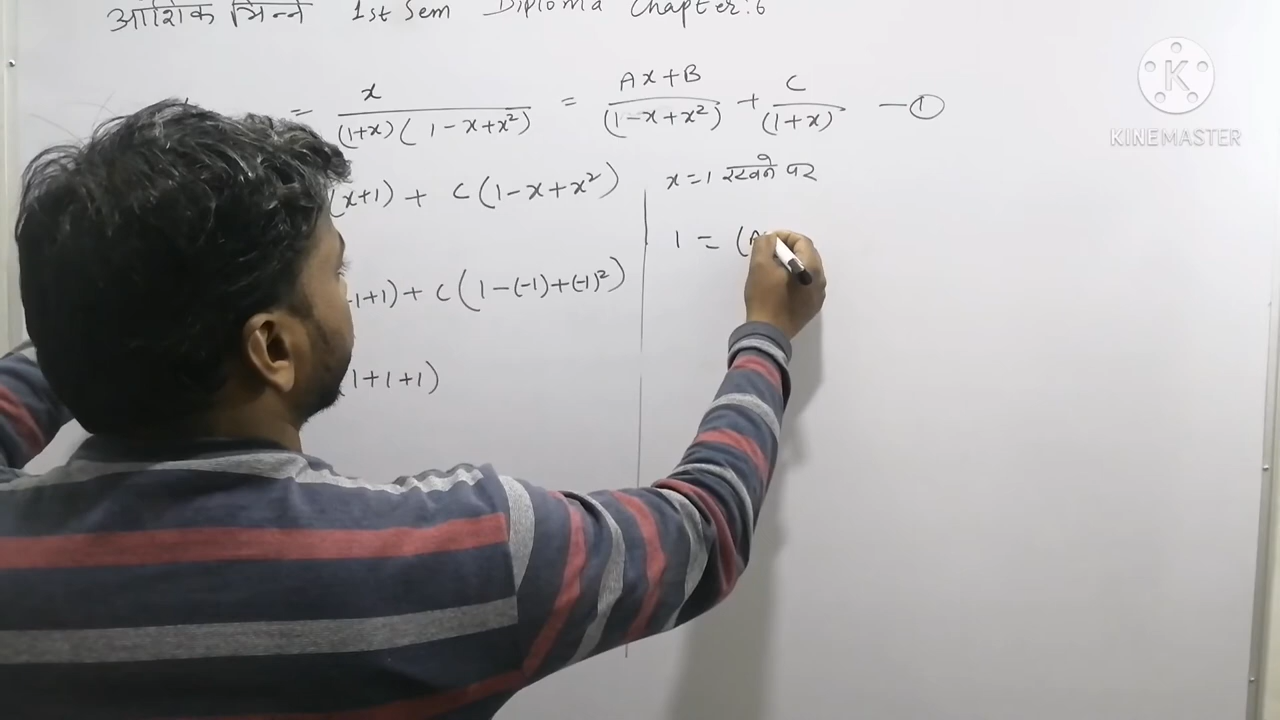 आंशिक भिन्ने 1st Sem Diploma Chapter:6
= x/(1+x)(1-x+x²) = Ax+B/(1-x+x²) + C/(1+x) —①
(x+1) + C(1-x+x²)
-1+1) + C(1-(-1)+(-1)²)
1+1+1)
x=1 रखने पर
1 = (A
K
KINEMASTER